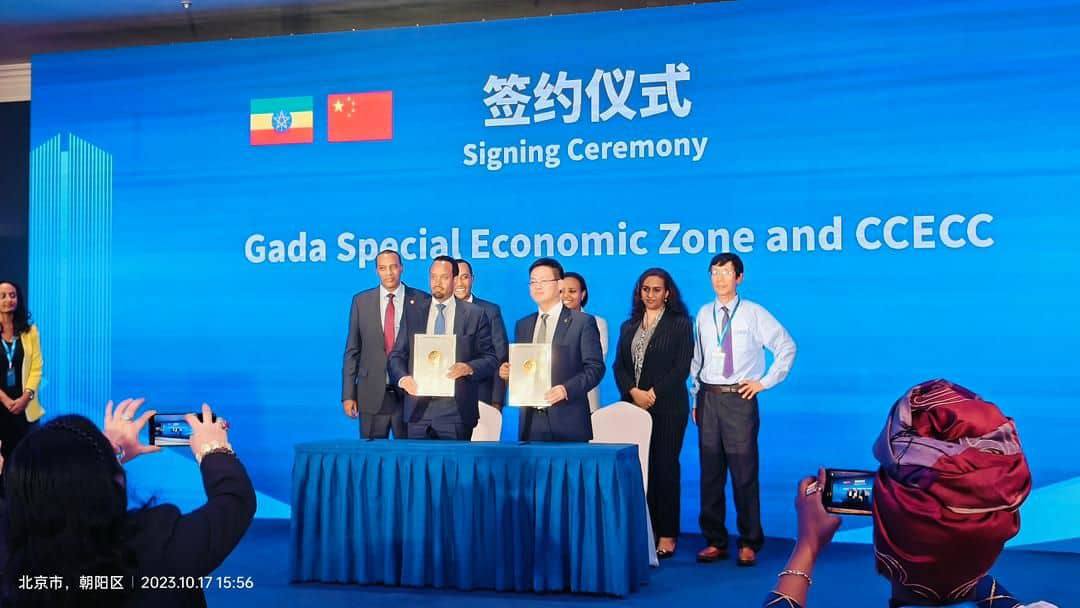 签约仪式
Signing Ceremony
Gada Special Economic Zone and CCECC
北京市，朝阳区 | 2023.10.17 15:56